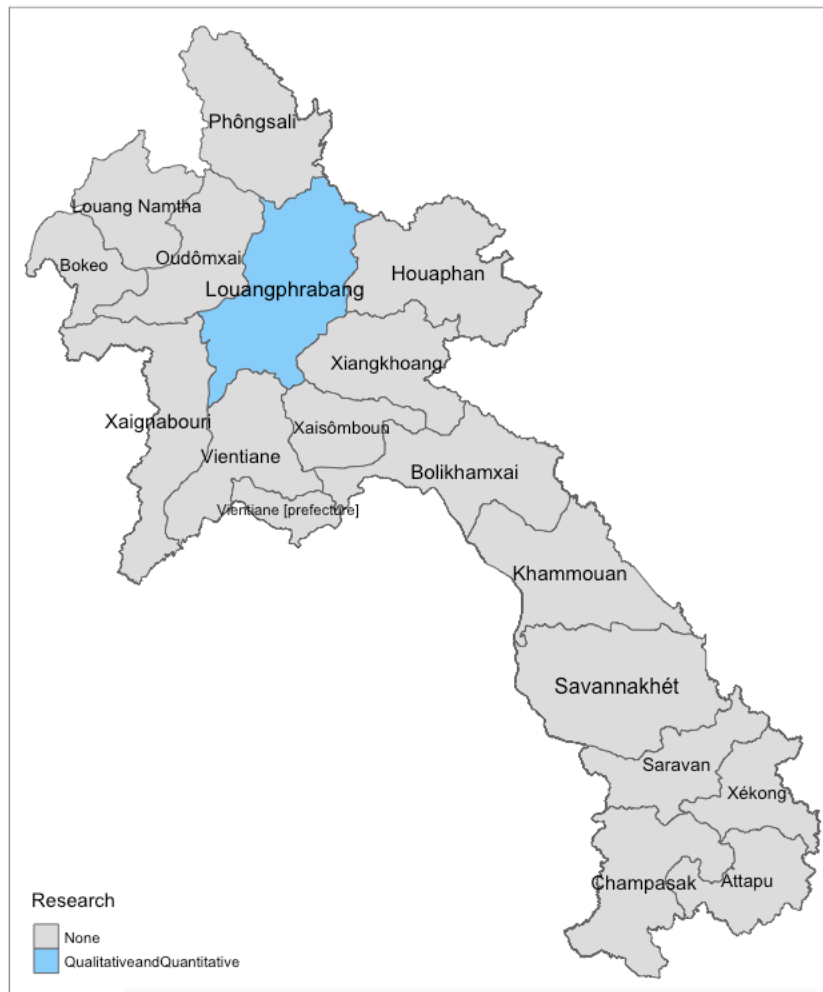 Phôngsali
Louang Namtha
Oudômxai
Bokeo
Houaphan
Louangphrabang
Xiangkhoang
Xaignabouri
Xaisômboun
Vientiane
Bolikhamxai
Vientiane [prefecture]
Khammouan
Savannakhét
Saravan
Xékong
Champasak
Attapu
Research
None
QualitativeandQuantitative